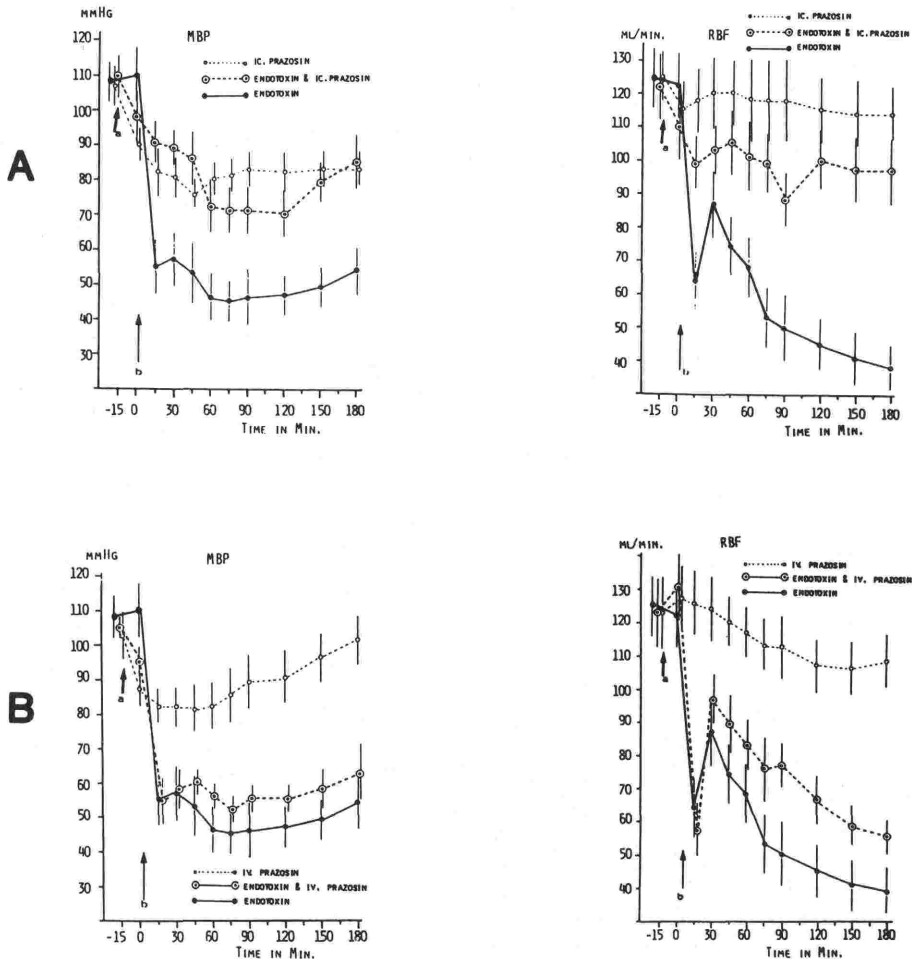 MMHG
120
110
100
90
80
70
60
50
40
30
MBP
IC. PRAZOSIN
ENDOTOXIN & IC. PRAZOSIN
ENDOTOXIN
a
b
-15 0 30 60 90 120 150 180
TIME IN MIN.
A
ML/MIN.
120
110
100
90
80
70
60
50
40
RBF
IC. PRAZOSIN
ENDOTOXIN & IC. PRAZOSIN
ENDOTOXIN
a
b
-15 0 30 60 90 120 150 180
TIME IN MIN.
B
MMHG
120
110
100
90
80
70
60
50
40
30
MBP
a
b
IV. PRAZOSIN
ENDOTOXIN & IV. PRAZOSIN
ENDOTOXIN
-15 0 30 60 90 120 150 180
TIME IN MIN.
ML/MIN.
130
120
110
100
90
80
70
60
50
40
RBF
IV. PRAZOSIN
ENDOTOXIN & IV. PRAZOSIN
ENDOTOXIN
a
b
-15 0 30 60 90 120 150 180
TIME IN MIN.